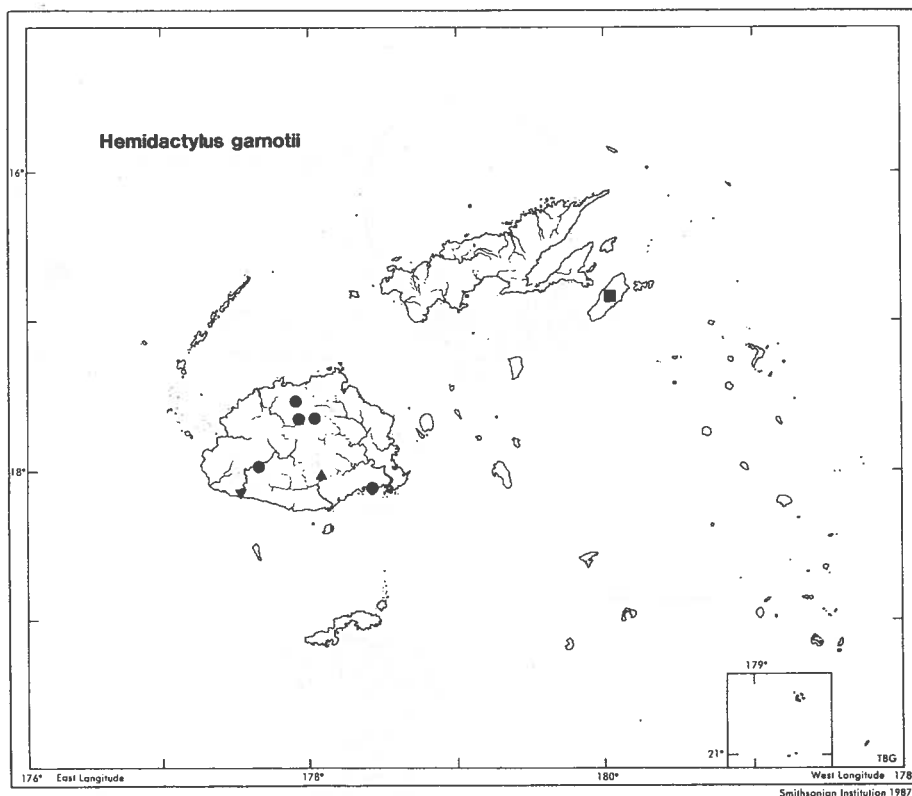 Hemidactylus garnotii
16°
18°
179°
21°
TBG
176° East Longitude 178° 180° West Longitude 178
Smithsonian Institution 1987